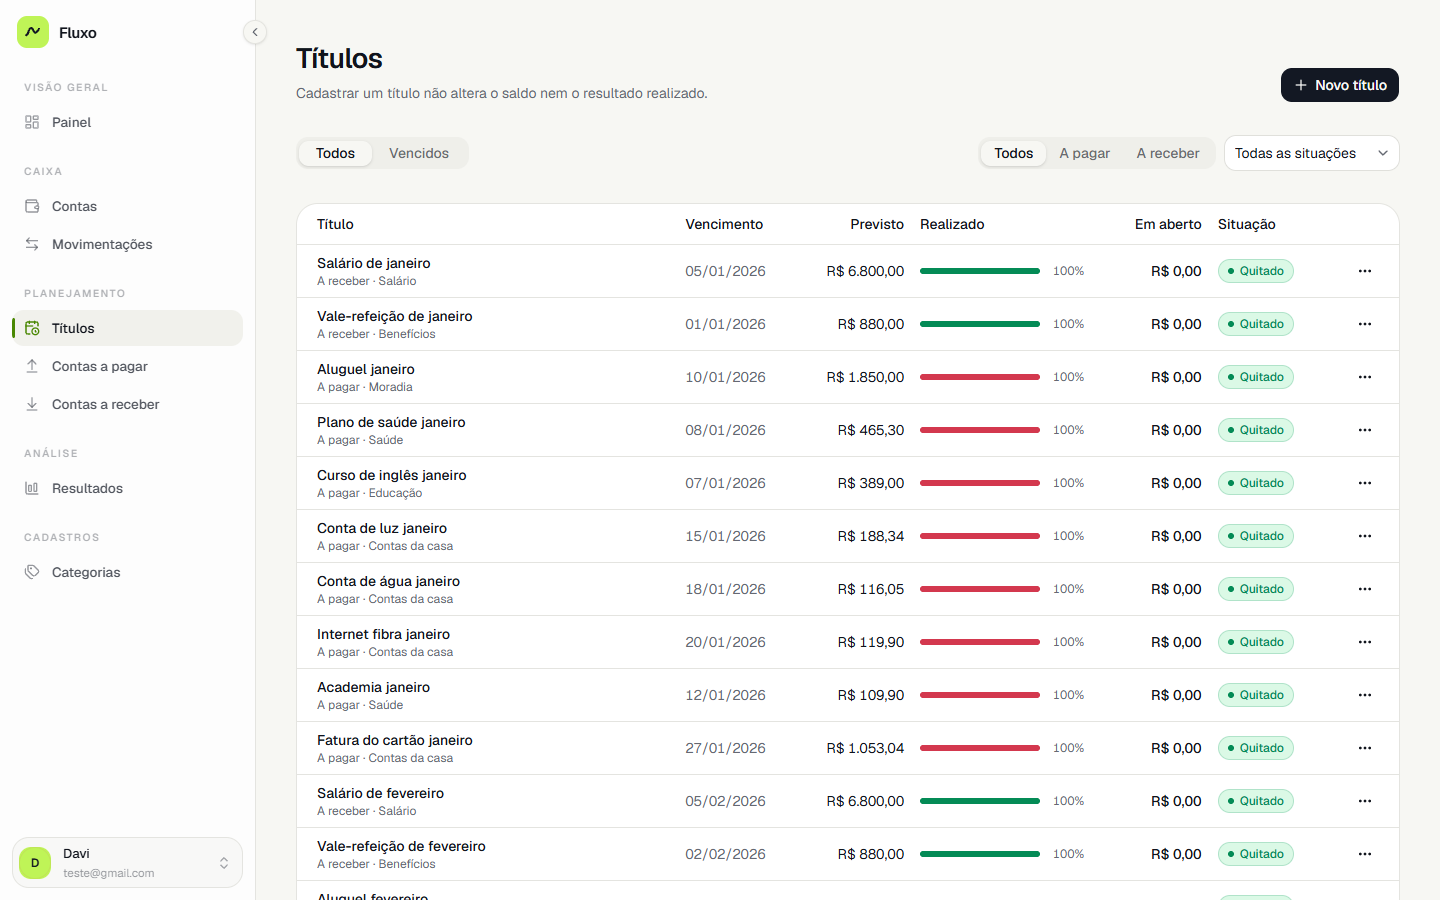 Fluxo
VISÃO GERAL
Painel
CAIXA
Contas
Movimentações
PLANEJAMENTO
Títulos
Contas a pagar
Contas a receber
ANÁLISE
Resultados
CADASTROS
Categorias
D
Davi
teste@gmail.com
Títulos
Cadastrar um título não altera o saldo nem o resultado realizado.
Novo título
Todos Vencidos
Todos A pagar A receber Todas as situações
Título Vencimento Previsto Realizado Em aberto Situação
Salário de janeiro
A receber · Salário
05/01/2026 R$ 6.800,00 100% R$ 0,00 Quitado
Vale-refeição de janeiro
A receber · Benefícios
01/01/2026 R$ 880,00 100% R$ 0,00 Quitado
Aluguel janeiro
A pagar · Moradia
10/01/2026 R$ 1.850,00 100% R$ 0,00 Quitado
Plano de saúde janeiro
A pagar · Saúde
08/01/2026 R$ 465,30 100% R$ 0,00 Quitado
Curso de inglês janeiro
A pagar · Educação
07/01/2026 R$ 389,00 100% R$ 0,00 Quitado
Conta de luz janeiro
A pagar · Contas da casa
15/01/2026 R$ 188,34 100% R$ 0,00 Quitado
Conta de água janeiro
A pagar · Contas da casa
18/01/2026 R$ 116,05 100% R$ 0,00 Quitado
Internet fibra janeiro
A pagar · Contas da casa
20/01/2026 R$ 119,90 100% R$ 0,00 Quitado
Academia janeiro
A pagar · Saúde
12/01/2026 R$ 109,90 100% R$ 0,00 Quitado
Fatura do cartão janeiro
A pagar · Contas da casa
27/01/2026 R$ 1.053,04 100% R$ 0,00 Quitado
Salário de fevereiro
A receber · Salário
05/02/2026 R$ 6.800,00 100% R$ 0,00 Quitado
Vale-refeição de fevereiro
A receber · Benefícios
02/02/2026 R$ 880,00 100% R$ 0,00 Quitado
Aluguel fevereiro